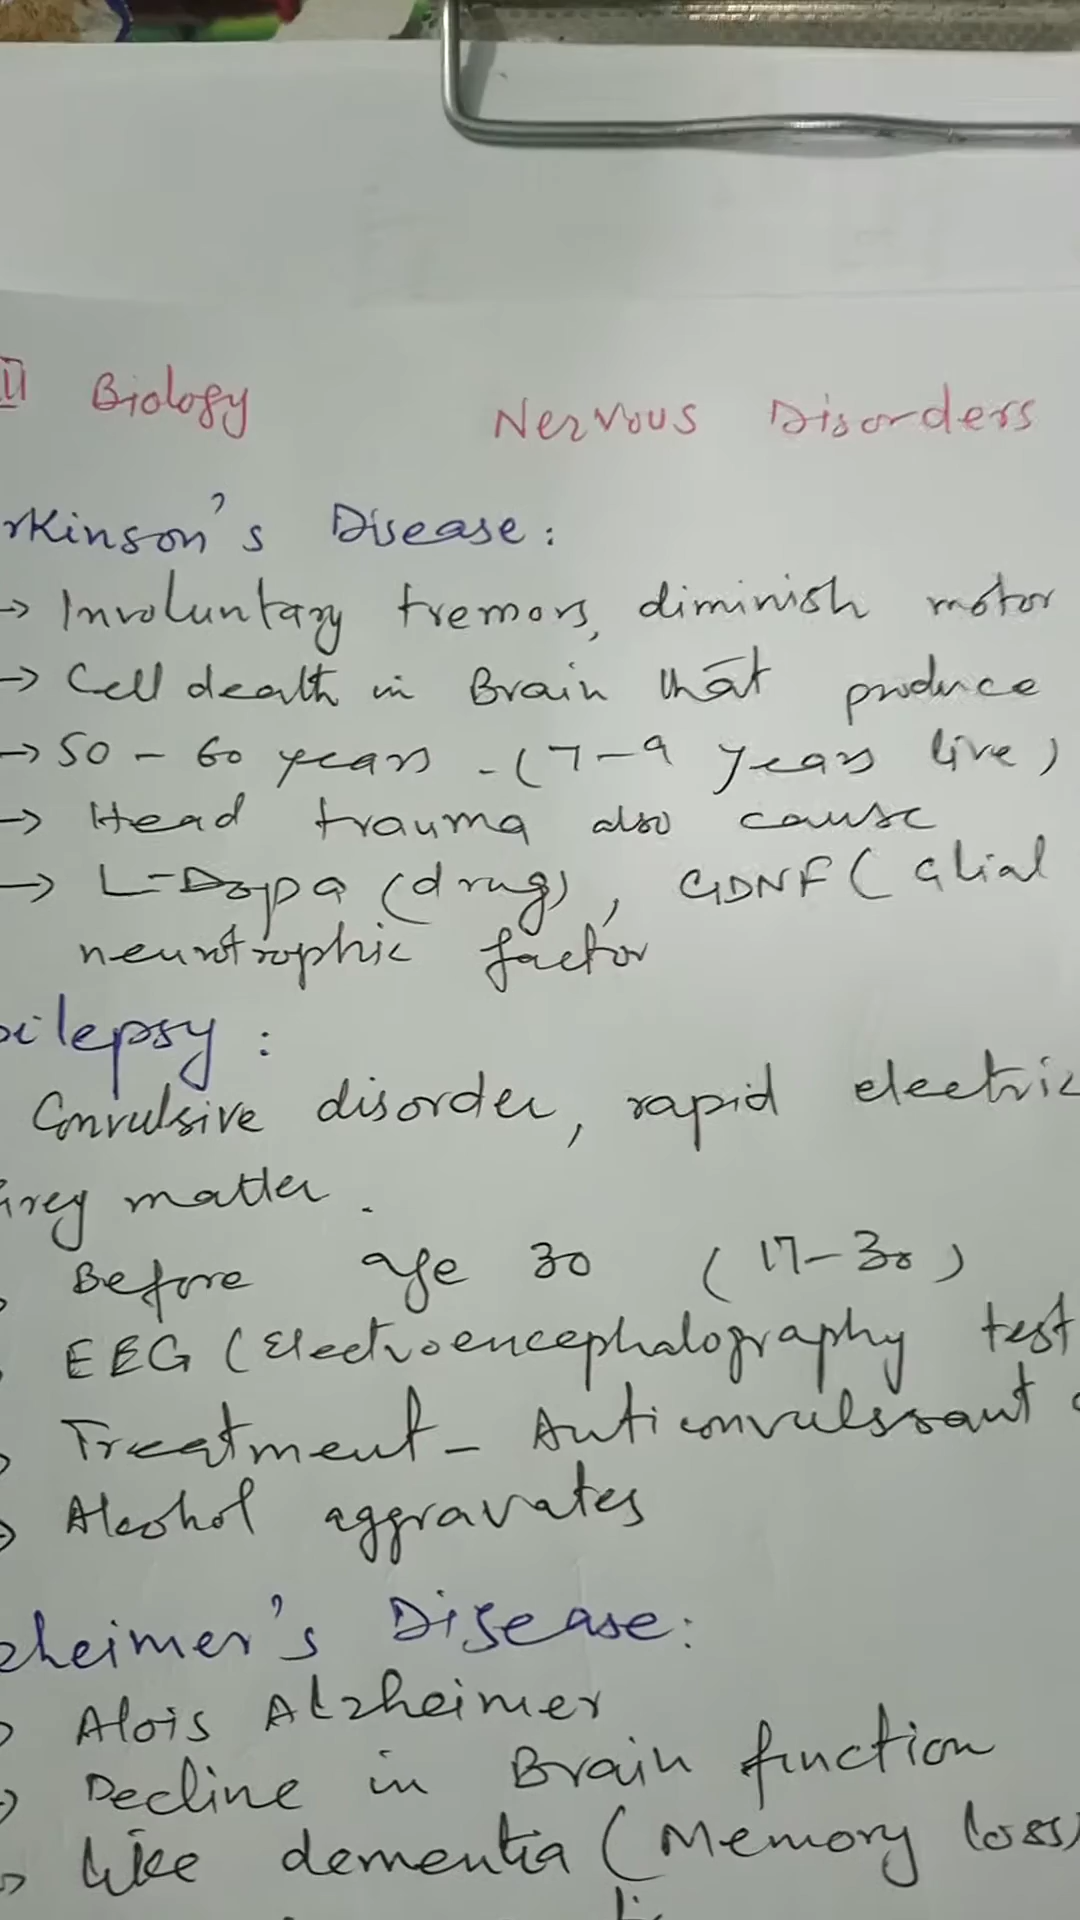 II Biology Nervous Disorders
rkinson's Disease:
→ Involuntary tremors, diminish motor
→ Cell death in Brain that produce
→ 50 - 60 years - (7-9 years live)
→ Head trauma also cause
→ L-Dopa (drug), GDNF (Glial
neurotrophic factor
ilepsy:
Convulsive disorder, rapid electric
Grey matter.
Before age 30 (17-30)
EEG (Electroencephalography test
Treatment - Anticonvulssant
Alcohol aggravates
zheimer's Disease:
Alois Alzheimer
Decline in Brain function
like dementia (Memory loss)